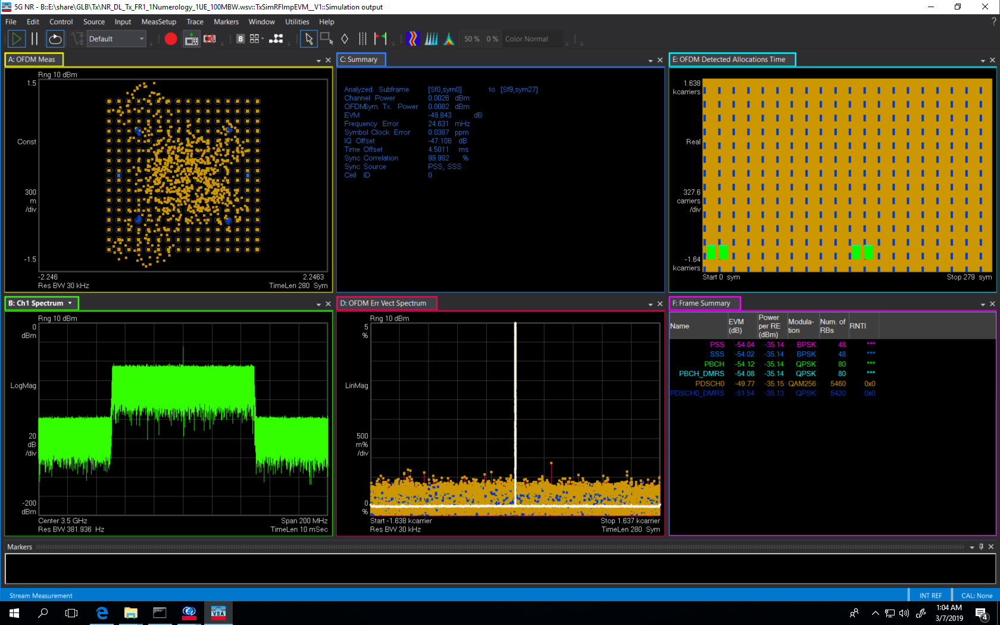 5G NR - B::E:\share\GLB\Tx\NR_DL_Tx_FR1_1Numerology_1UE_100MBW.wsv::TxSimRFImpEVM__V1::Simulation output
File Edit Control Source Input MeasSetup Trace Markers Window Utilities Help
?
Default
B
50 % 0 % Color Normal
A: OFDM Meas
Rng 10 dBm
1.5
Const
300
m
/div
-1.5
-2.246 2.2463
Res BW 30 kHz TimeLen 280 Sym
C: Summary
Analyzed Subframe [Sf0,sym0] to [Sf9,sym27]
Channel Power 0.0026 dBm
OFDMSym. Tx. Power 0.0082 dBm
EVM -49.843 dB
Frequency Error 24.631 mHz
Symbol Clock Error 0.0387 ppm
IQ Offset -47.106 dB
Time Offset 4.5011 ms
Sync Correlation 99.982 %
Sync Source PSS, SSS
Cell ID 0
E: OFDM Detected Allocations Time
1.638
kcarriers
Real
327.6
carriers
/div
-1.64
kcarriers
Start 0 sym Stop 279 sym
B: Ch1 Spectrum
Rng 10 dBm
0
dBm
LogMag
20
dB
/div
-200
dBm
Center 3.5 GHz Span 200 MHz
Res BW 381.936 Hz TimeLen 10 mSec
D: OFDM Err Vect Spectrum
Rng 10 dBm
5
%
LinMag
500
m%
/div
0
%
Start -1.638 kcarrier Stop 1.637 kcarrier
Res BW 30 kHz TimeLen 280 Sym
F: Frame Summary
Name EVM (dB) Power per RE (dBm) Modula-tion Num. of RBs RNTI
PSS -54.04 -35.14 BPSK 48 ***
SSS -54.02 -35.14 BPSK 48 ***
PBCH -54.12 -35.14 QPSK 80 ***
PBCH_DMRS -54.08 -35.14 QPSK 80 ***
PDSCH0 -49.77 -35.15 QAM256 5460 0x0
PDSCH0_DMRS -51.54 -35.13 QPSK 5420 0x0
Markers
Stream Measurement INT REF CAL: None
VSA
1:04 AM
3/7/2019
4